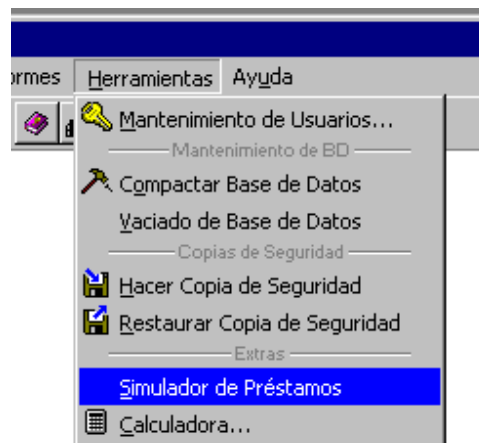 ormes Herramientas Ayuda
Mantenimiento de Usuarios...
Mantenimiento de BD
Compactar Base de Datos
Vaciado de Base de Datos
Copias de Seguridad
Hacer Copia de Seguridad
Restaurar Copia de Seguridad
Extras
Simulador de Préstamos
Calculadora...